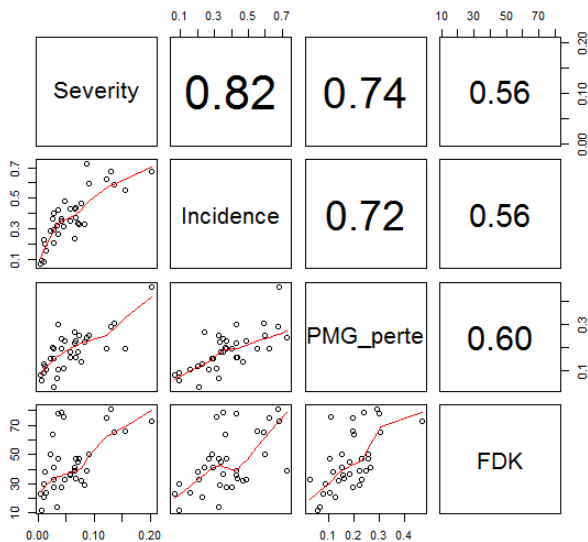 0.1 0.3 0.5 0.7 10 30 50 70
Severity 0.82 0.74 0.56 0.00 0.10 0.20
0.1 0.3 0.5 0.7 Incidence 0.72 0.56
PMG_perte 0.60 0.1 0.3
10 30 50 70 FDK
0.00 0.10 0.20 0.1 0.2 0.3 0.4